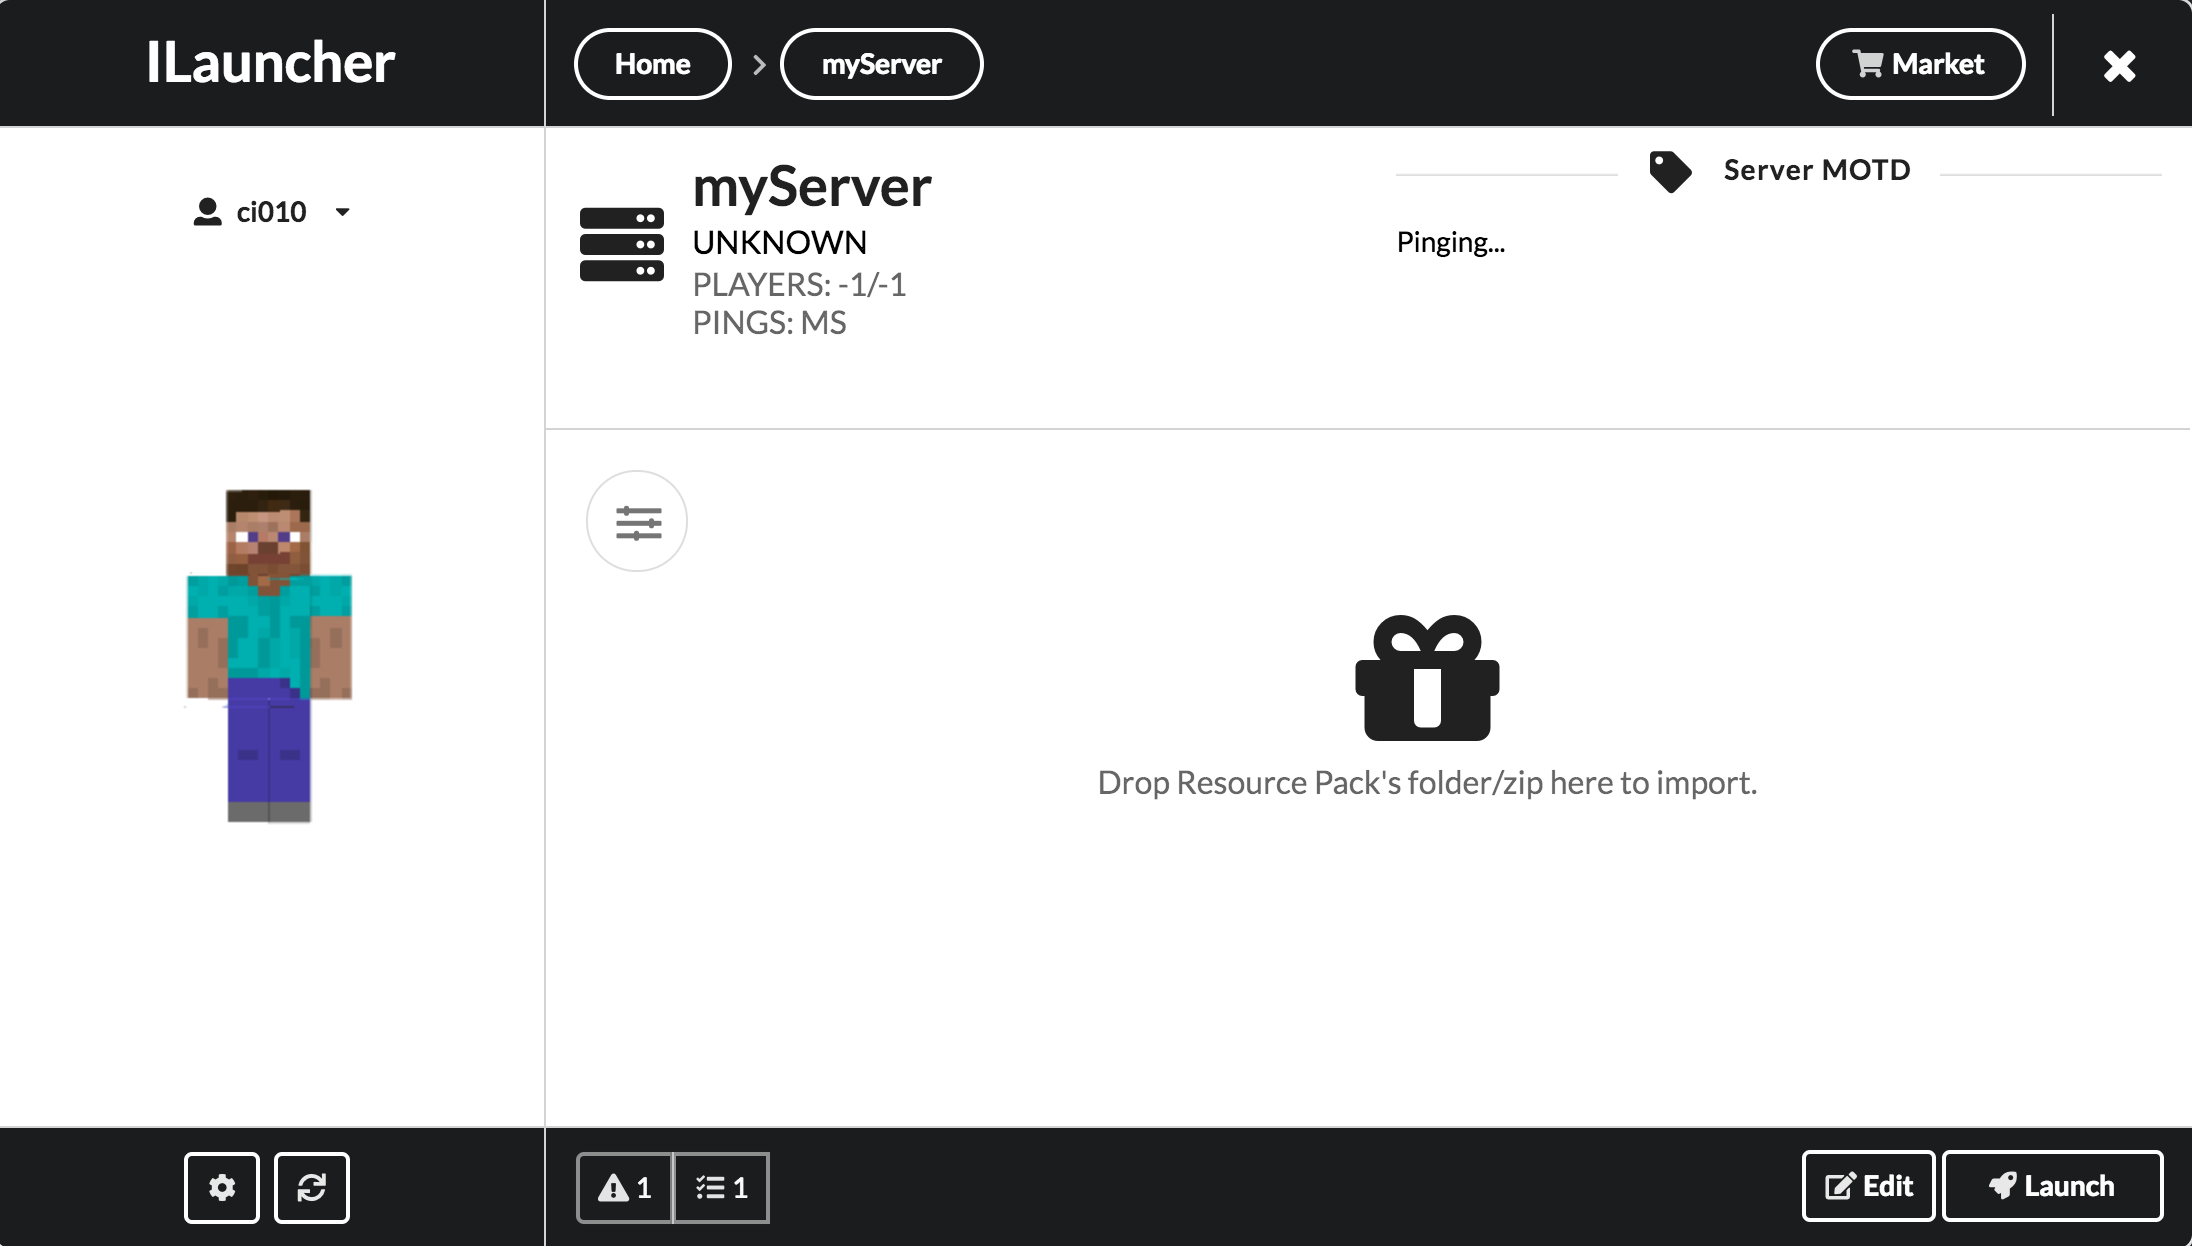 ILauncher
Home
myServer
Market
ci010
myServer
UNKNOWN
PLAYERS: -1/-1
PINGS: MS
Server MOTD
Pinging...
Drop Resource Pack's folder/zip here to import.
1
1
Edit
Launch